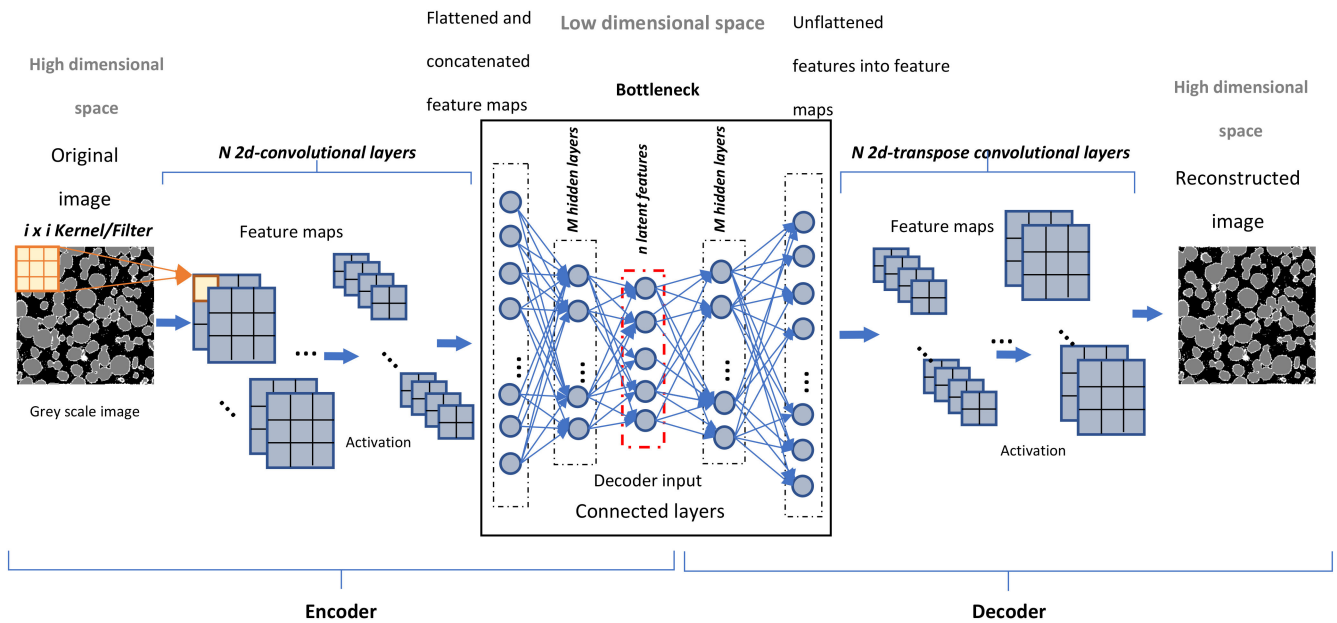 High dimensional
space
Original
image
i x i Kernel/Filter
Grey scale image
N 2d-convolutional layers
Feature maps
Activation
Flattened and
concatenated
feature maps
Low dimensional space
Bottleneck
M hidden layers
n latent features
M hidden layers
Decoder input
Connected layers
Unflattened
features into feature
maps
N 2d-transpose convolutional layers
Feature maps
Activation
High dimensional
space
Reconstructed
image
Encoder
Decoder